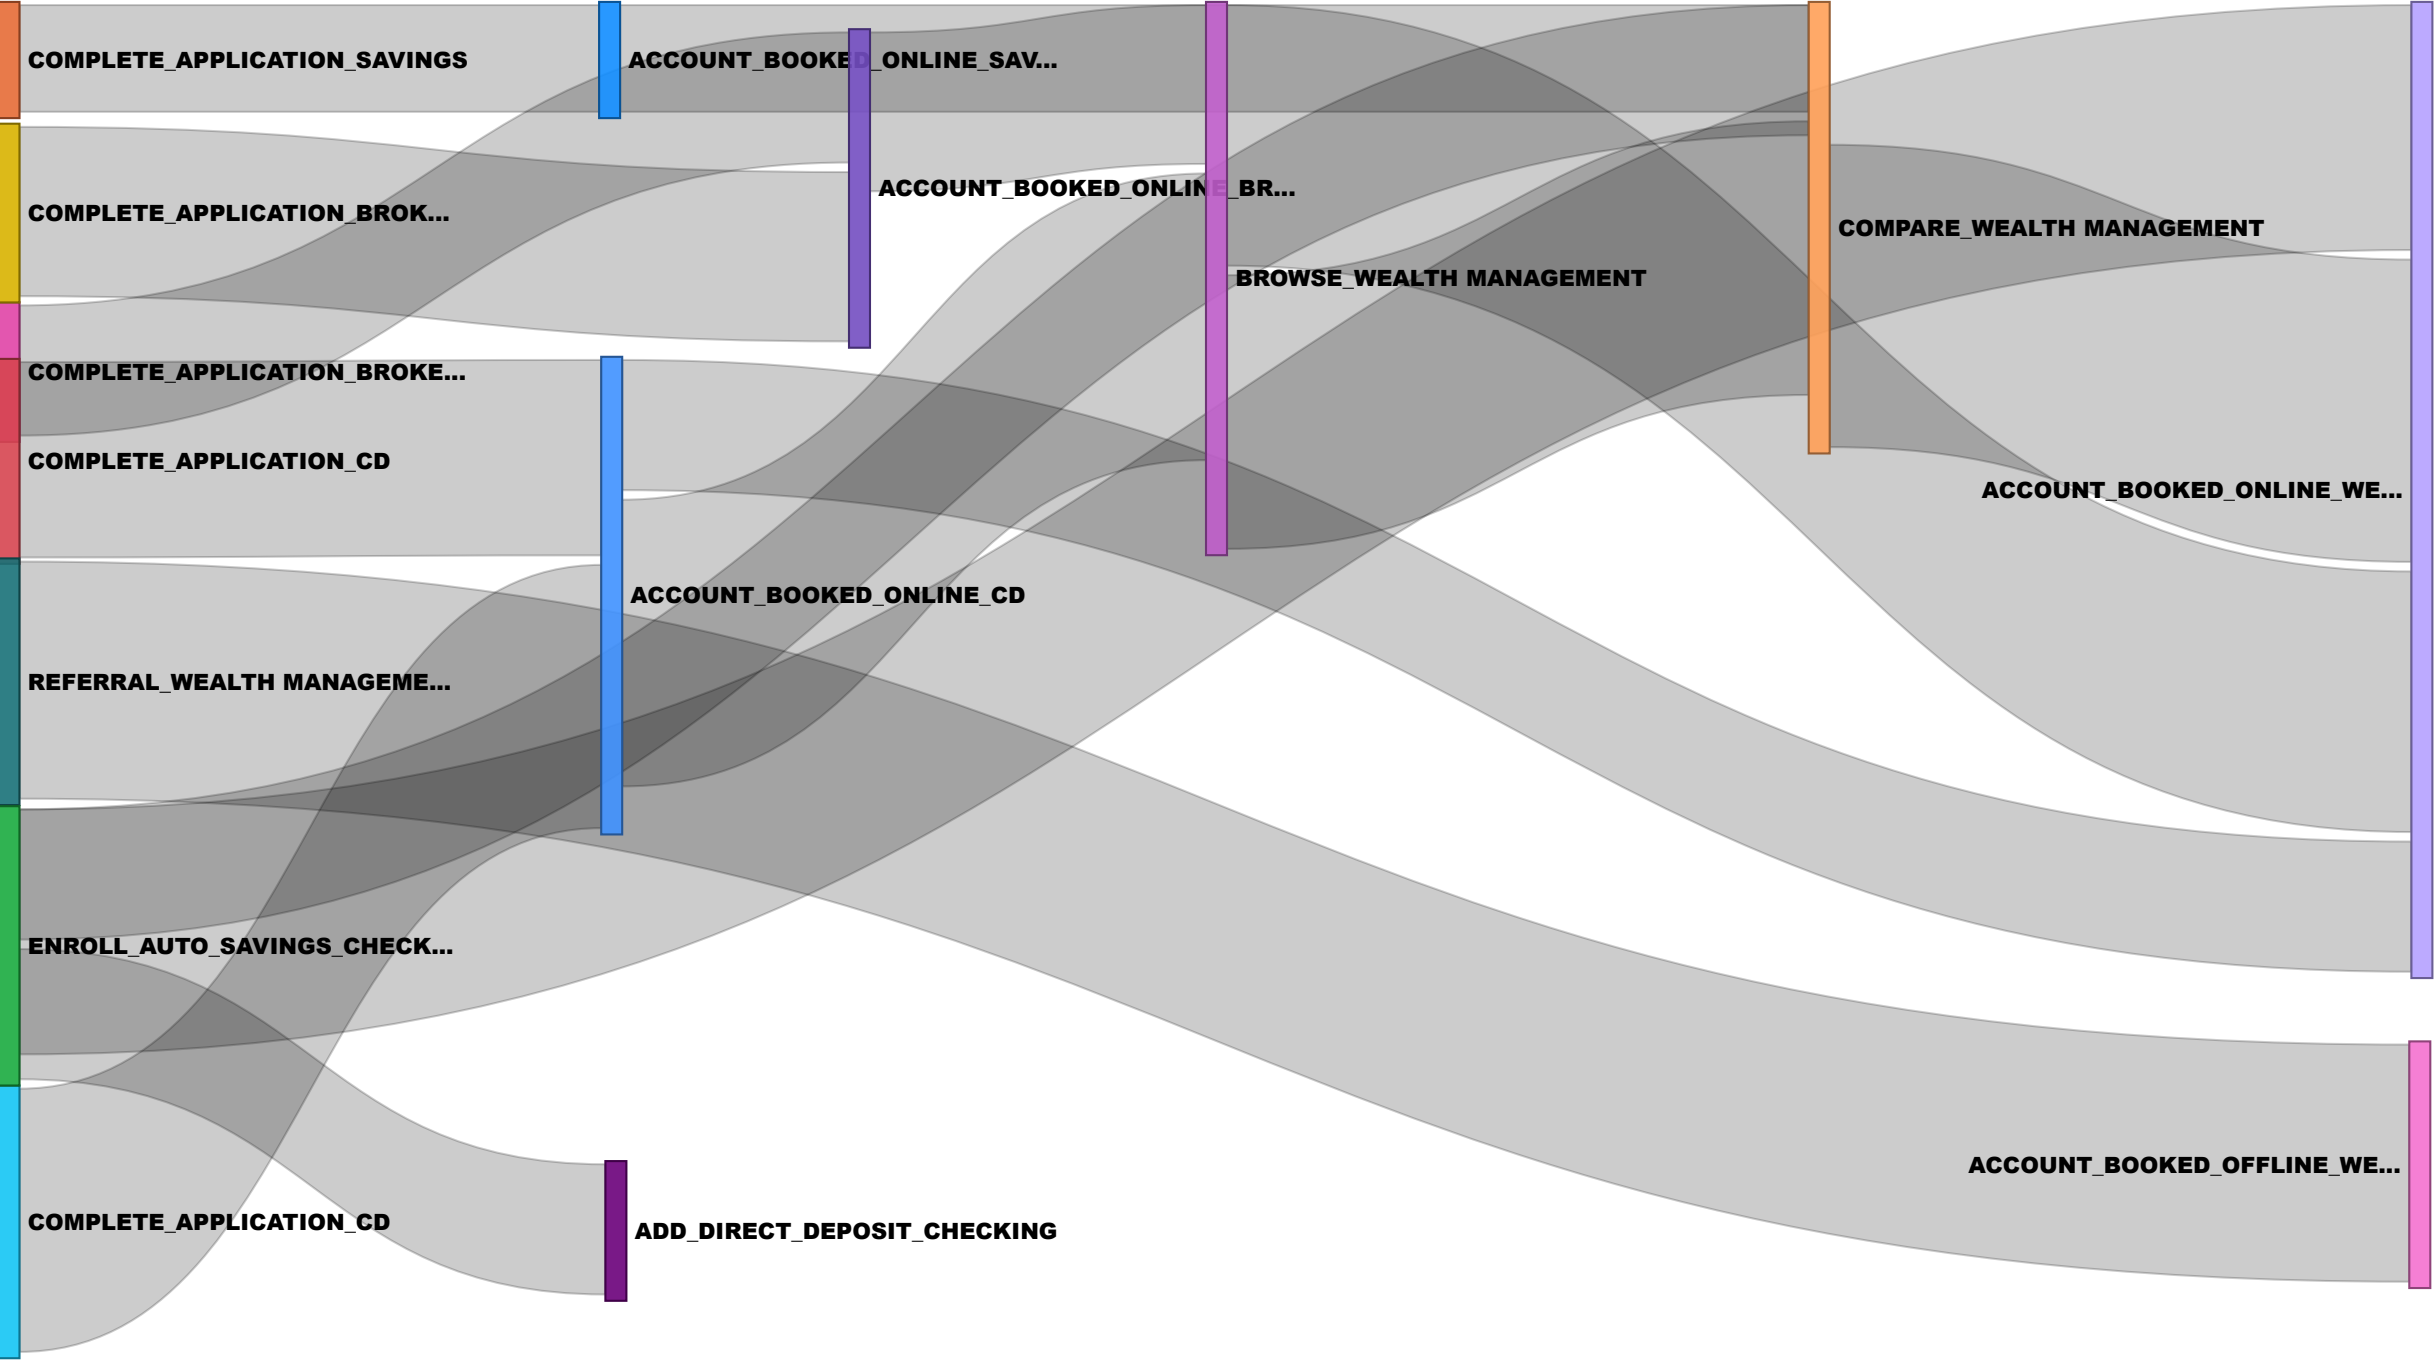 COMPLETE_APPLICATION_SAVINGS
ACCOUNT_BOOKED_ONLINE_SAV...
ACCOUNT_BOOKED_ONLINE_BR...
COMPLETE_APPLICATION_BROK...
COMPARE_WEALTH MANAGEMENT
BROWSE_WEALTH MANAGEMENT
COMPLETE_APPLICATION_BROKE...
COMPLETE_APPLICATION_CD
ACCOUNT_BOOKED_ONLINE_WE...
ACCOUNT_BOOKED_ONLINE_CD
REFERRAL_WEALTH MANAGEME...
ENROLL_AUTO_SAVINGS_CHECK...
ACCOUNT_BOOKED_OFFLINE_WE...
COMPLETE_APPLICATION_CD
ADD_DIRECT_DEPOSIT_CHECKING